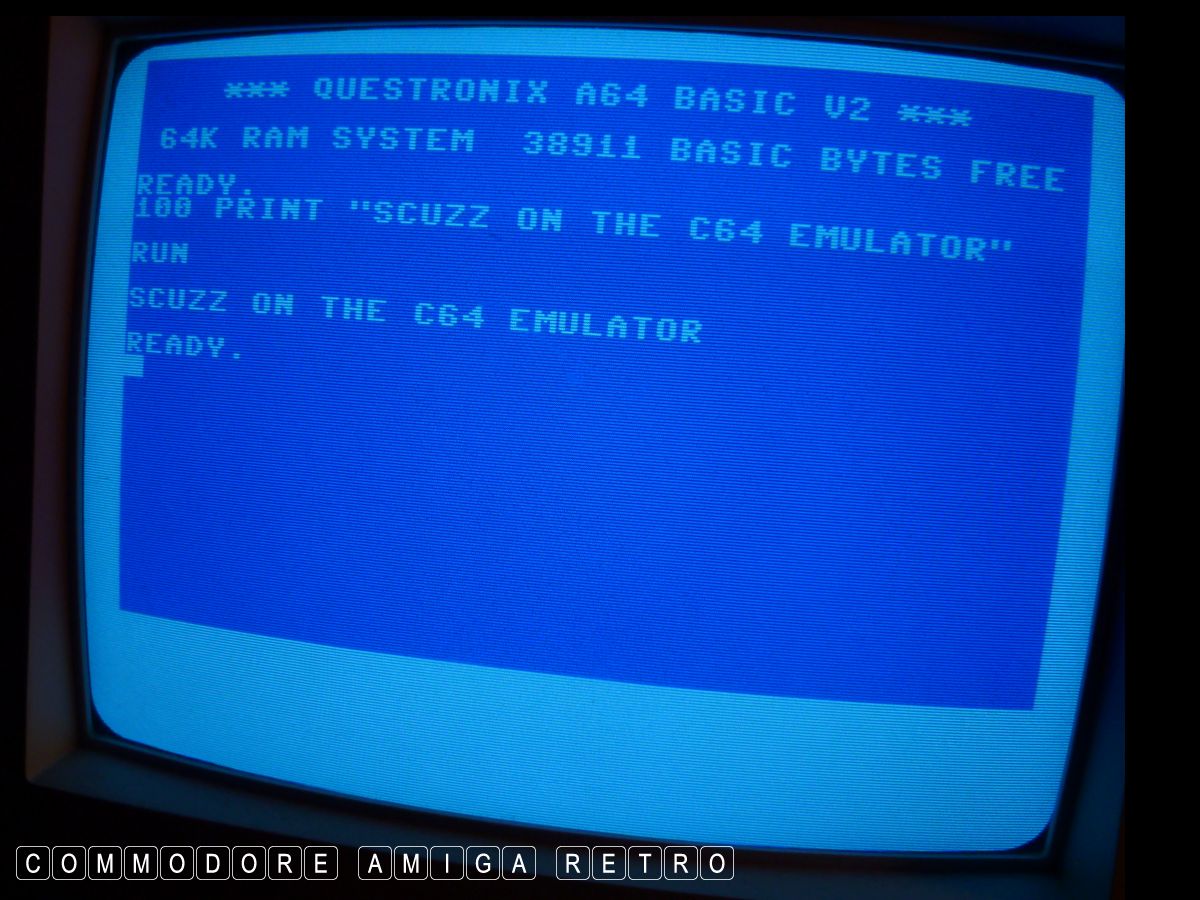 *** QUESTRONIX A64 BASIC V2 ***
64K RAM SYSTEM  38911 BASIC BYTES FREE
READY.
100 PRINT "SCUZZ ON THE C64 EMULATOR"
RUN
SCUZZ ON THE C64 EMULATOR
READY.
COMMODORE AMIGA RETRO